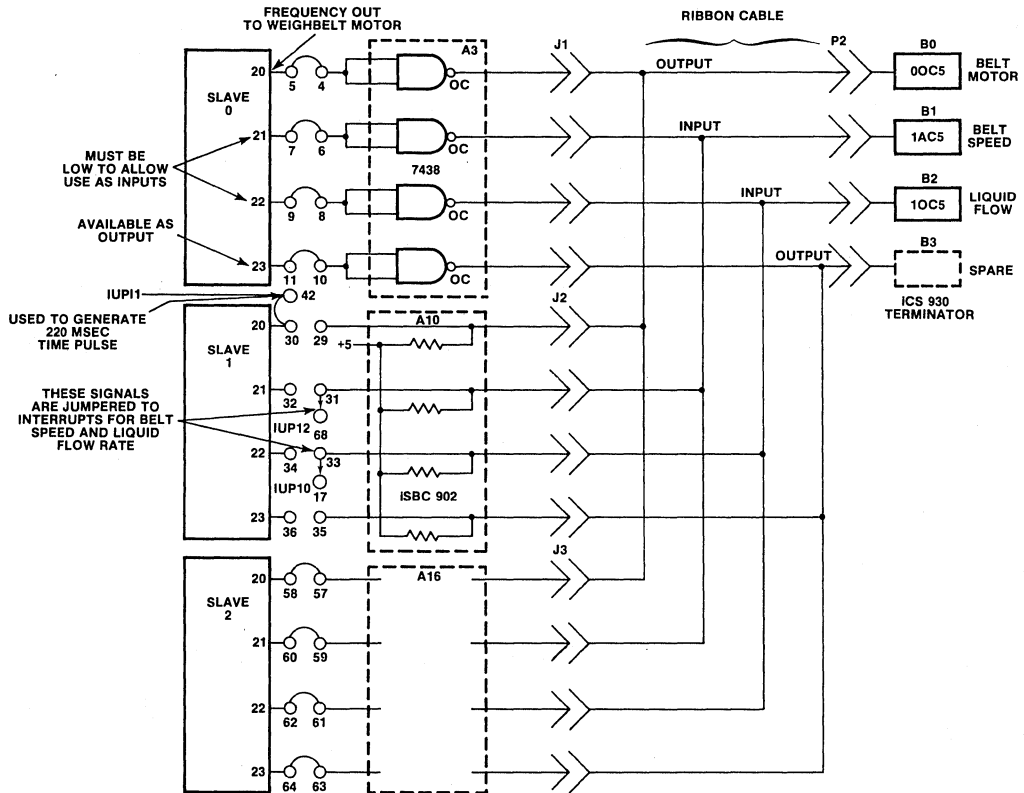 FREQUENCY OUT
TO WEIGHBELT MOTOR
RIBBON CABLE
A3
J1
P2
B0
20
5
4
OC
OUTPUT
0OC5
BELT
MOTOR
SLAVE
0
B1
21
7
6
OC
INPUT
1AC5
BELT
SPEED
MUST BE
LOW TO ALLOW
USE AS INPUTS
7438
B2
22
9
8
OC
INPUT
1OC5
LIQUID
FLOW
AVAILABLE AS
OUTPUT
B3
23
11
10
OC
OUTPUT
SPARE
IUPI1
42
iCS 930
TERMINATOR
USED TO GENERATE
220 MSEC
TIME PULSE
J2
A10
20
30
29
+5
SLAVE
1
THESE SIGNALS
ARE JUMPERED TO
INTERRUPTS FOR BELT
SPEED AND LIQUID
FLOW RATE
21
32
31
IUP12
68
22
34
33
IUP10
17
iSBC 902
23
36
35
J3
A16
20
58
57
SLAVE
2
21
60
59
22
62
61
23
64
63